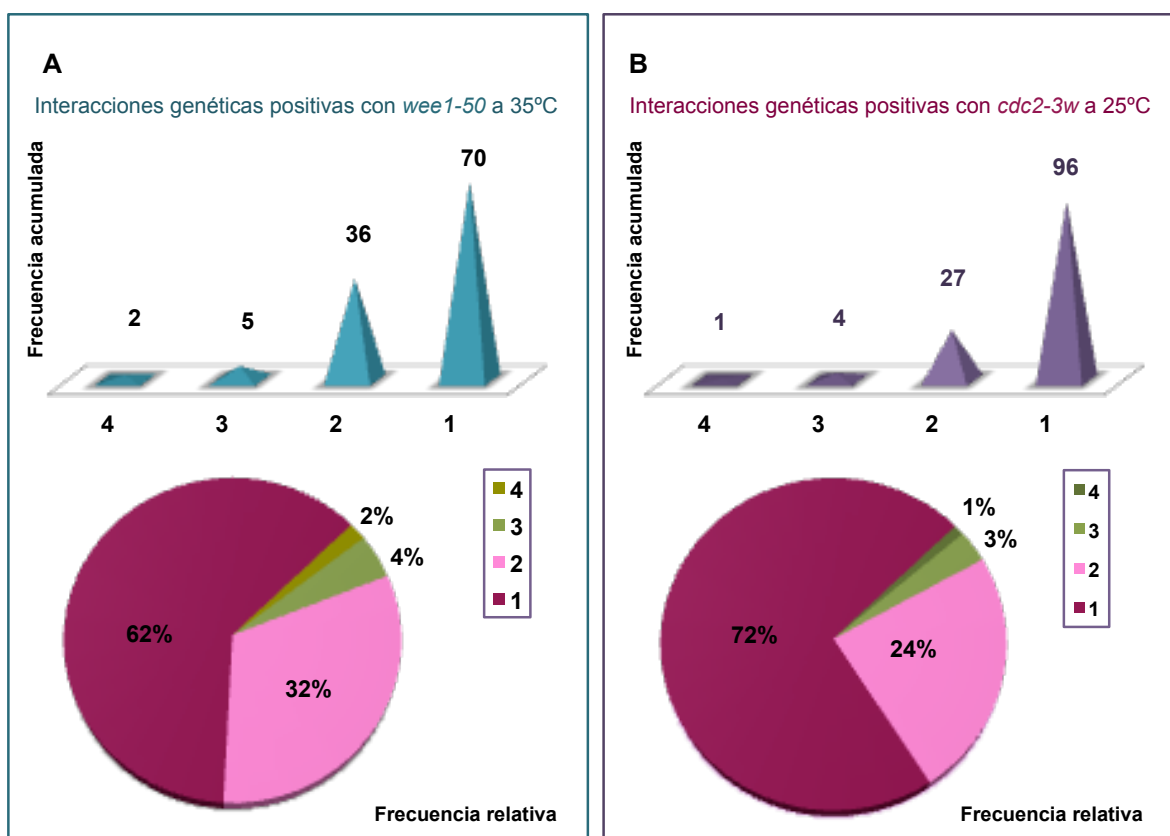 A
Interacciones genéticas positivas con wee1-50 a 35ºC
Frecuencia acumulada
2
5
36
70
4 3 2 1
4
3
2
1
2%
4%
32%
62%
Frecuencia relativa
B
Interacciones genéticas positivas con cdc2-3w a 25ºC
Frecuencia acumulada
1
4
27
96
4 3 2 1
4
3
2
1
1%
3%
24%
72%
Frecuencia relativa